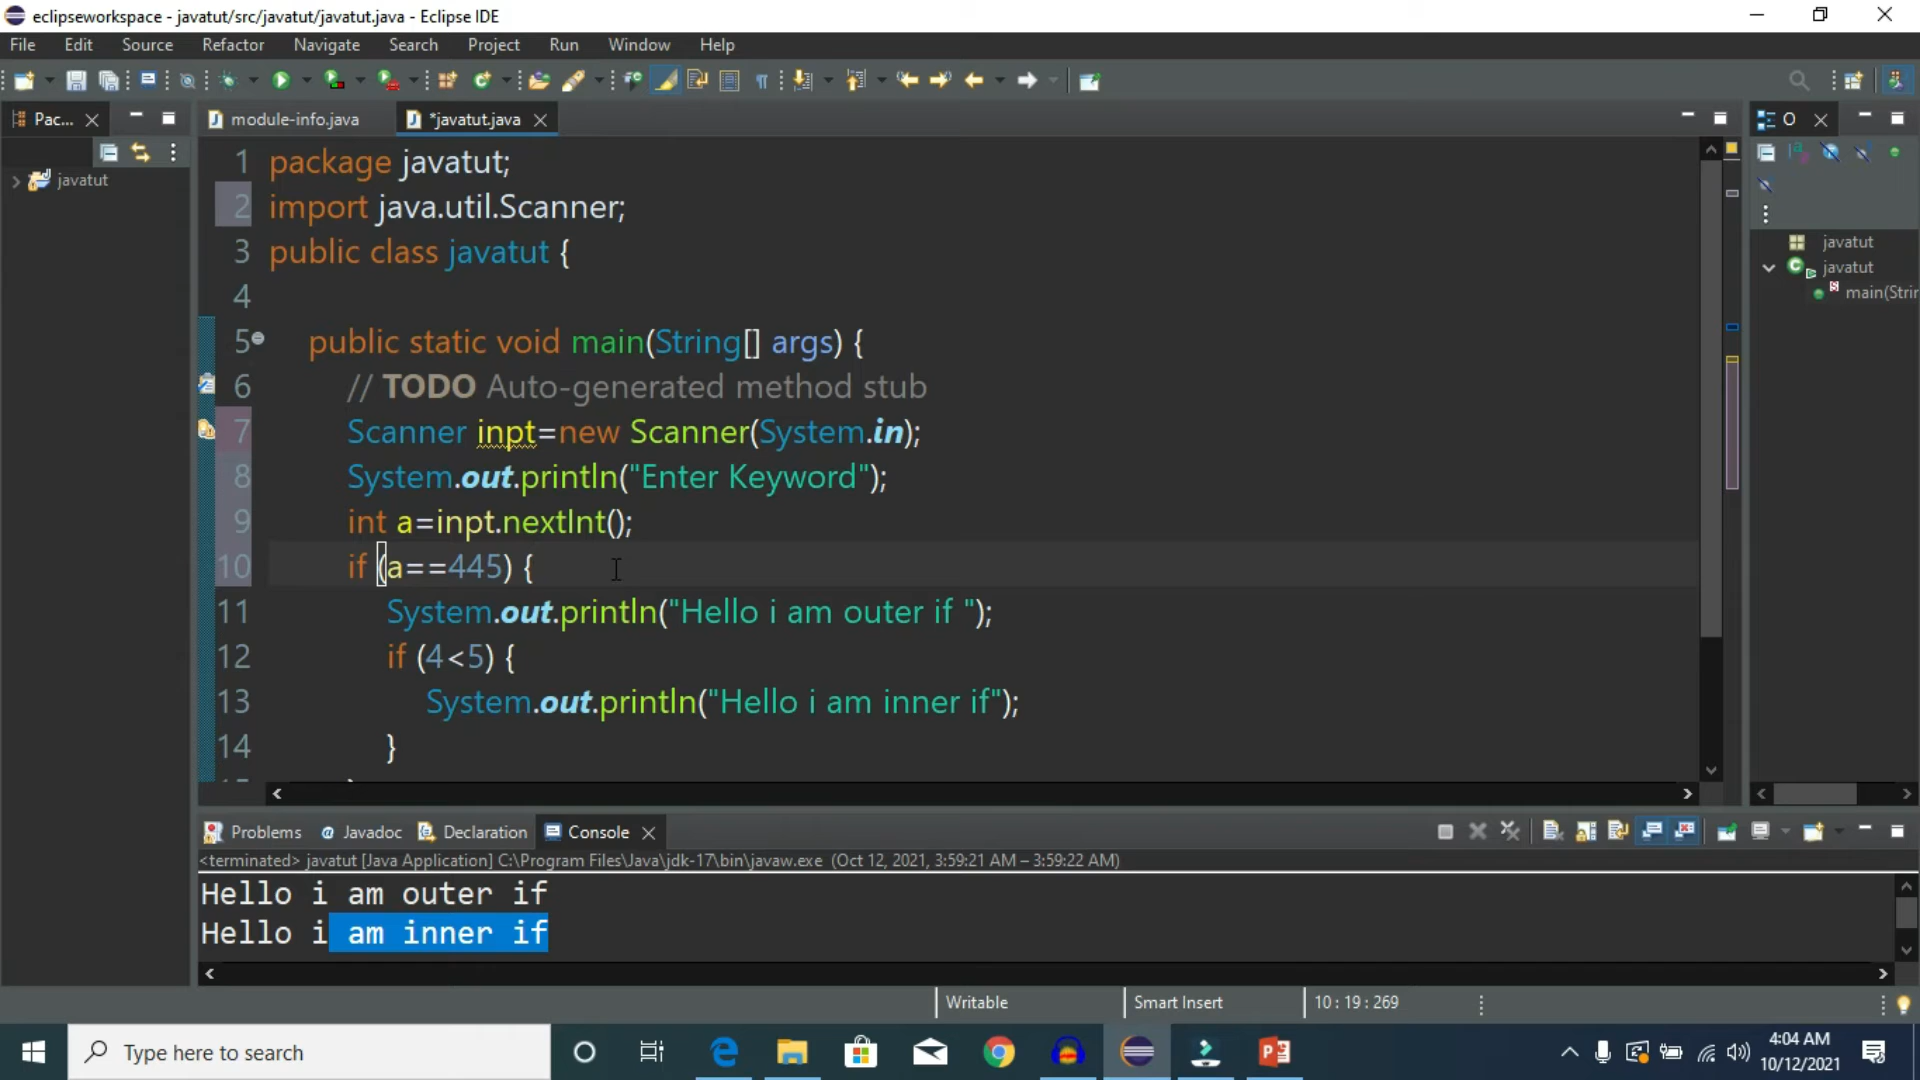 eclipseworkspace - javatut/src/javatut/javatut.java - Eclipse IDE
File Edit Source Refactor Navigate Search Project Run Window Help
Pac... module-info.java *javatut.java O
javatut
1 package javatut;
2 import java.util.Scanner;
3 public class javatut {
4
5 public static void main(String[] args) {
6 // TODO Auto-generated method stub
7 Scanner inpt=new Scanner(System.in);
8 System.out.println("Enter Keyword");
9 int a=inpt.nextInt();
10 if (a==445) {
11 System.out.println("Hello i am outer if ");
12 if (4<5) {
13 System.out.println("Hello i am inner if");
14 }
javatut
javatut
main(Strir
Problems @ Javadoc Declaration Console
<terminated> javatut [Java Application] C:\Program Files\Java\jdk-17\bin\javaw.exe (Oct 12, 2021, 3:59:21 AM – 3:59:22 AM)
Hello i am outer if
Hello i am inner if
Writable Smart Insert 10 : 19 : 269
Type here to search
4:04 AM
10/12/2021